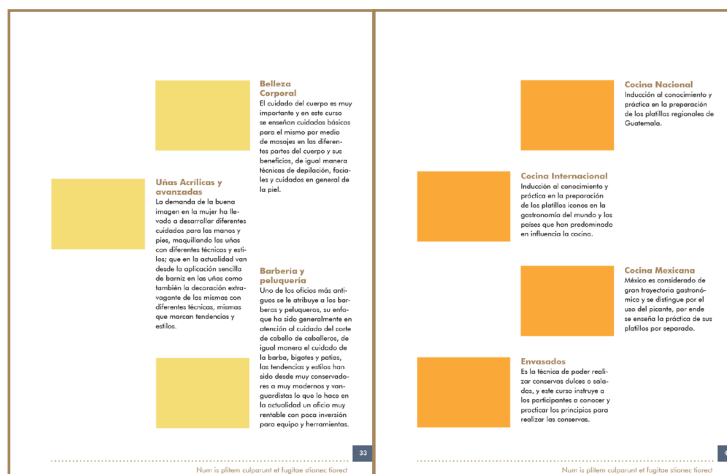 Belleza
Corporal
El cuidado del cuerpo es muy
importante y en este curso
se enseñan cuidados básicos
para el mismo por medio
de masajes en las diferen-
tes partes del cuerpo y sus
beneficios, de igual manera
técnicas de depilación, facia-
les y cuidados en general de
la piel.
Uñas Acrílicas y
avanzadas
La demanda de la buena
imagen en la mujer ha lle-
vado a desarrollar diferentes
cuidados para las manos y
pies, maquillando las uñas
con diferentes técnicas y esti-
los; que en la actualidad van
desde la aplicación sencilla
de barniz en las uñas como
también la decoración extra-
vagante de las mismas con
diferentes técnicas, mismas
que marcan tendencias y
estilos.
Barbería y
peluquería
Uno de los oficios más anti-
guos se le atribuye a los bar-
beros y peluqueros, su enfo-
que ha sido generalmente en
atención al cuidado del corte
de cabello de caballeros, de
igual manera el cuidado de
la barba, bigotes y patias,
las tendencias y estilos han
sido desde muy conservado-
res a muy modernos y van-
guardistas lo que lo hace en
la actualidad un oficio muy
rentable con poca inversión
para equipo y herramientas.
33
Num is plitem culparunt et fugitae stionec tiorect
Cocina Nacional
Inducción al conocimiento y
práctica en la preparación
de los platillos regionales de
Guatemala.
Cocina Internacional
Inducción al conocimiento y
práctica en la preparación
de los platillos iconos en la
gastronomía del mundo y los
países que han predominado
en influencia la cocina.
Cocina Mexicana
México es considerado de
gran trayectoria gastronó-
mica y se distingue por el
uso del picante, por ende
se enseña la práctica de sus
platillos por separado.
Envasados
Es la técnica de poder reali-
zar conservas dulces o sala-
das, y este curso instruye a
los participantes a conocer y
practicar los principios para
realizar las conservas.
Num is plitem culparunt et fugitae stionec tiorect